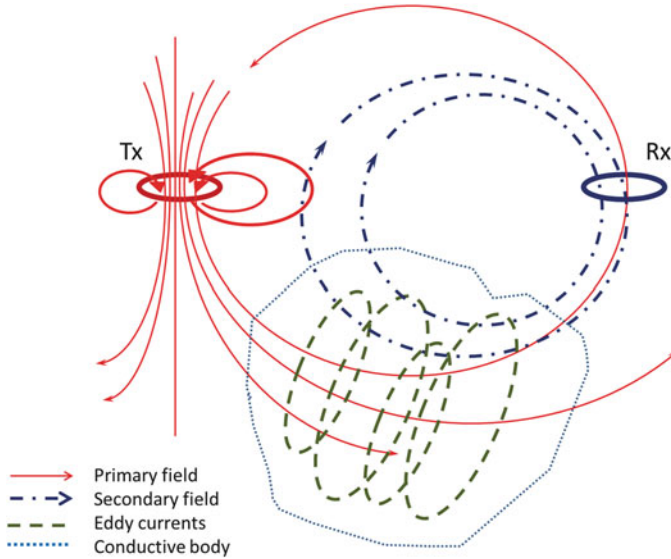 Tx
Rx
Primary field
Secondary field
Eddy currents
Conductive body